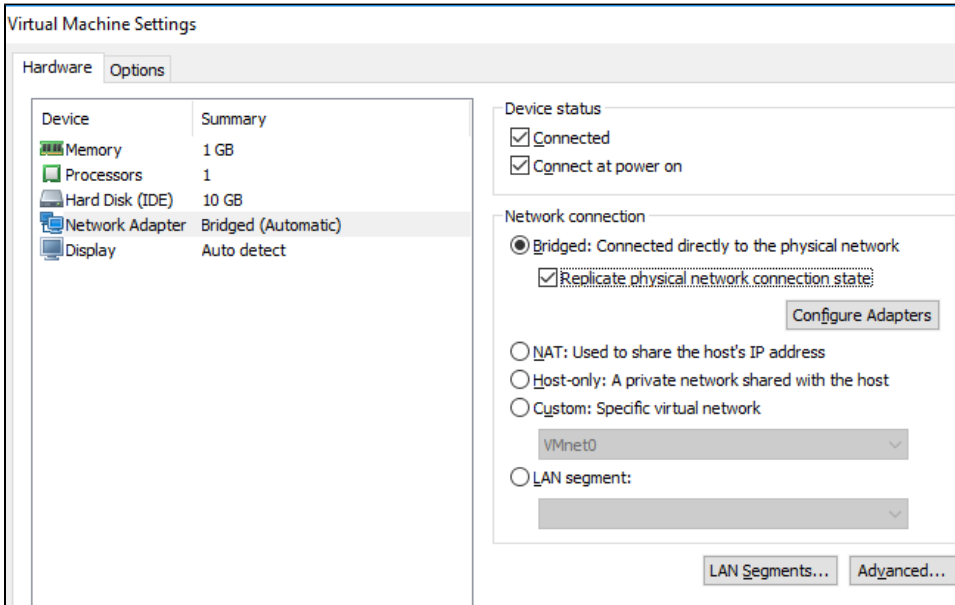 Virtual Machine Settings
Hardware Options
Device Summary
Memory 1 GB
Processors 1
Hard Disk (IDE) 10 GB
Network Adapter Bridged (Automatic)
Display Auto detect
Device status
Connected
Connect at power on
Network connection
Bridged: Connected directly to the physical network
Replicate physical network connection state
Configure Adapters
NAT: Used to share the host's IP address
Host-only: A private network shared with the host
Custom: Specific virtual network
VMnet0
LAN segment:
LAN Segments... Advanced...